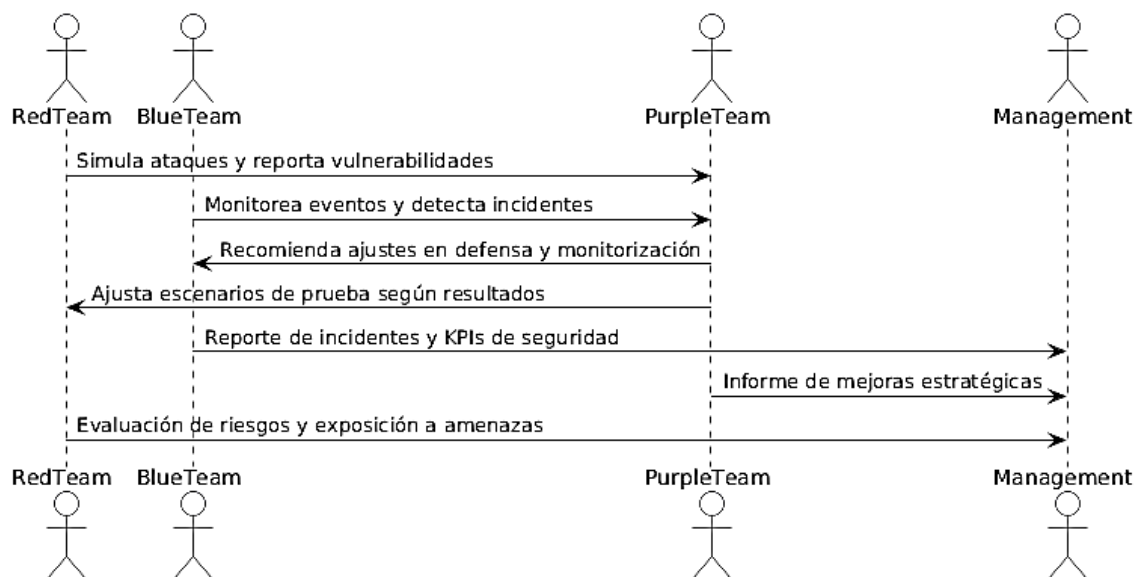 RedTeam BlueTeam PurpleTeam Management
Simula ataques y reporta vulnerabilidades
Monitorea eventos y detecta incidentes
Recomienda ajustes en defensa y monitorización
Ajusta escenarios de prueba según resultados
Reporte de incidentes y KPIs de seguridad
Informe de mejoras estratégicas
Evaluación de riesgos y exposición a amenazas
RedTeam BlueTeam PurpleTeam Management